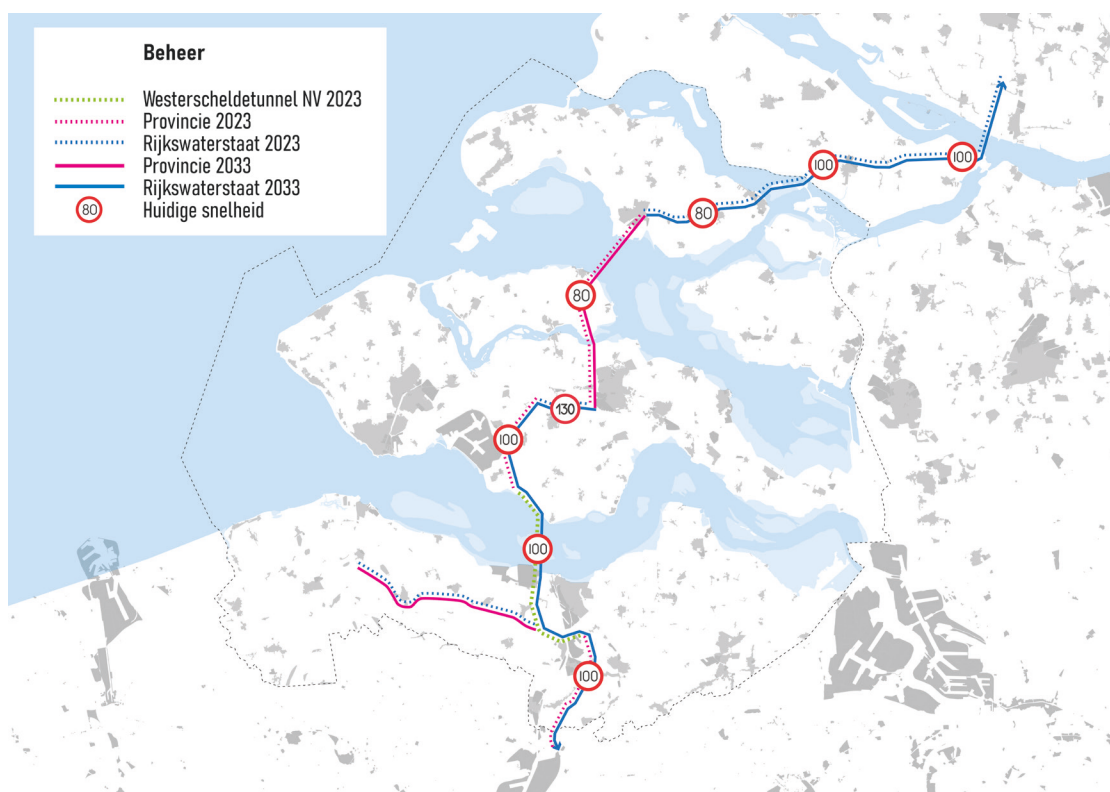 Beheer
Westerscheldetunnel NV 2023
Provincie 2023
Rijkswaterstaat 2023
Provincie 2033
Rijkswaterstaat 2033
80 Huidige snelheid
100
100
80
80
130
100
100
100